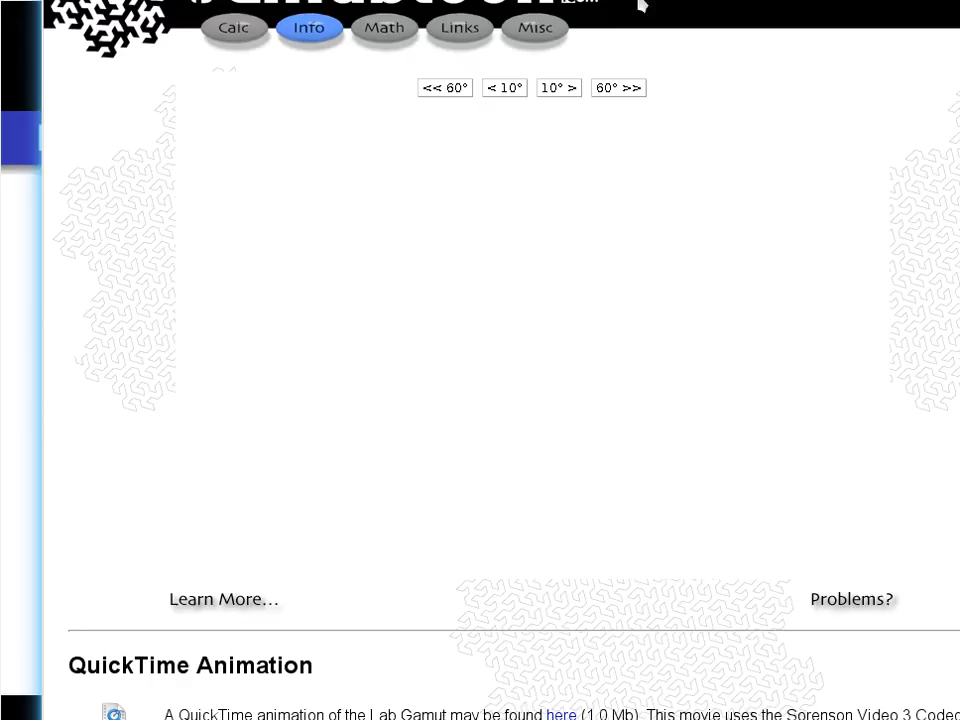 Calc Info Math Links Misc
<< 60° < 10° 10° > 60° >>
Learn More... Problems?
QuickTime Animation
A QuickTime animation of the Lab Gamut may be found here (1.0 Mb). This movie uses the Sorenson Video 3 Codec